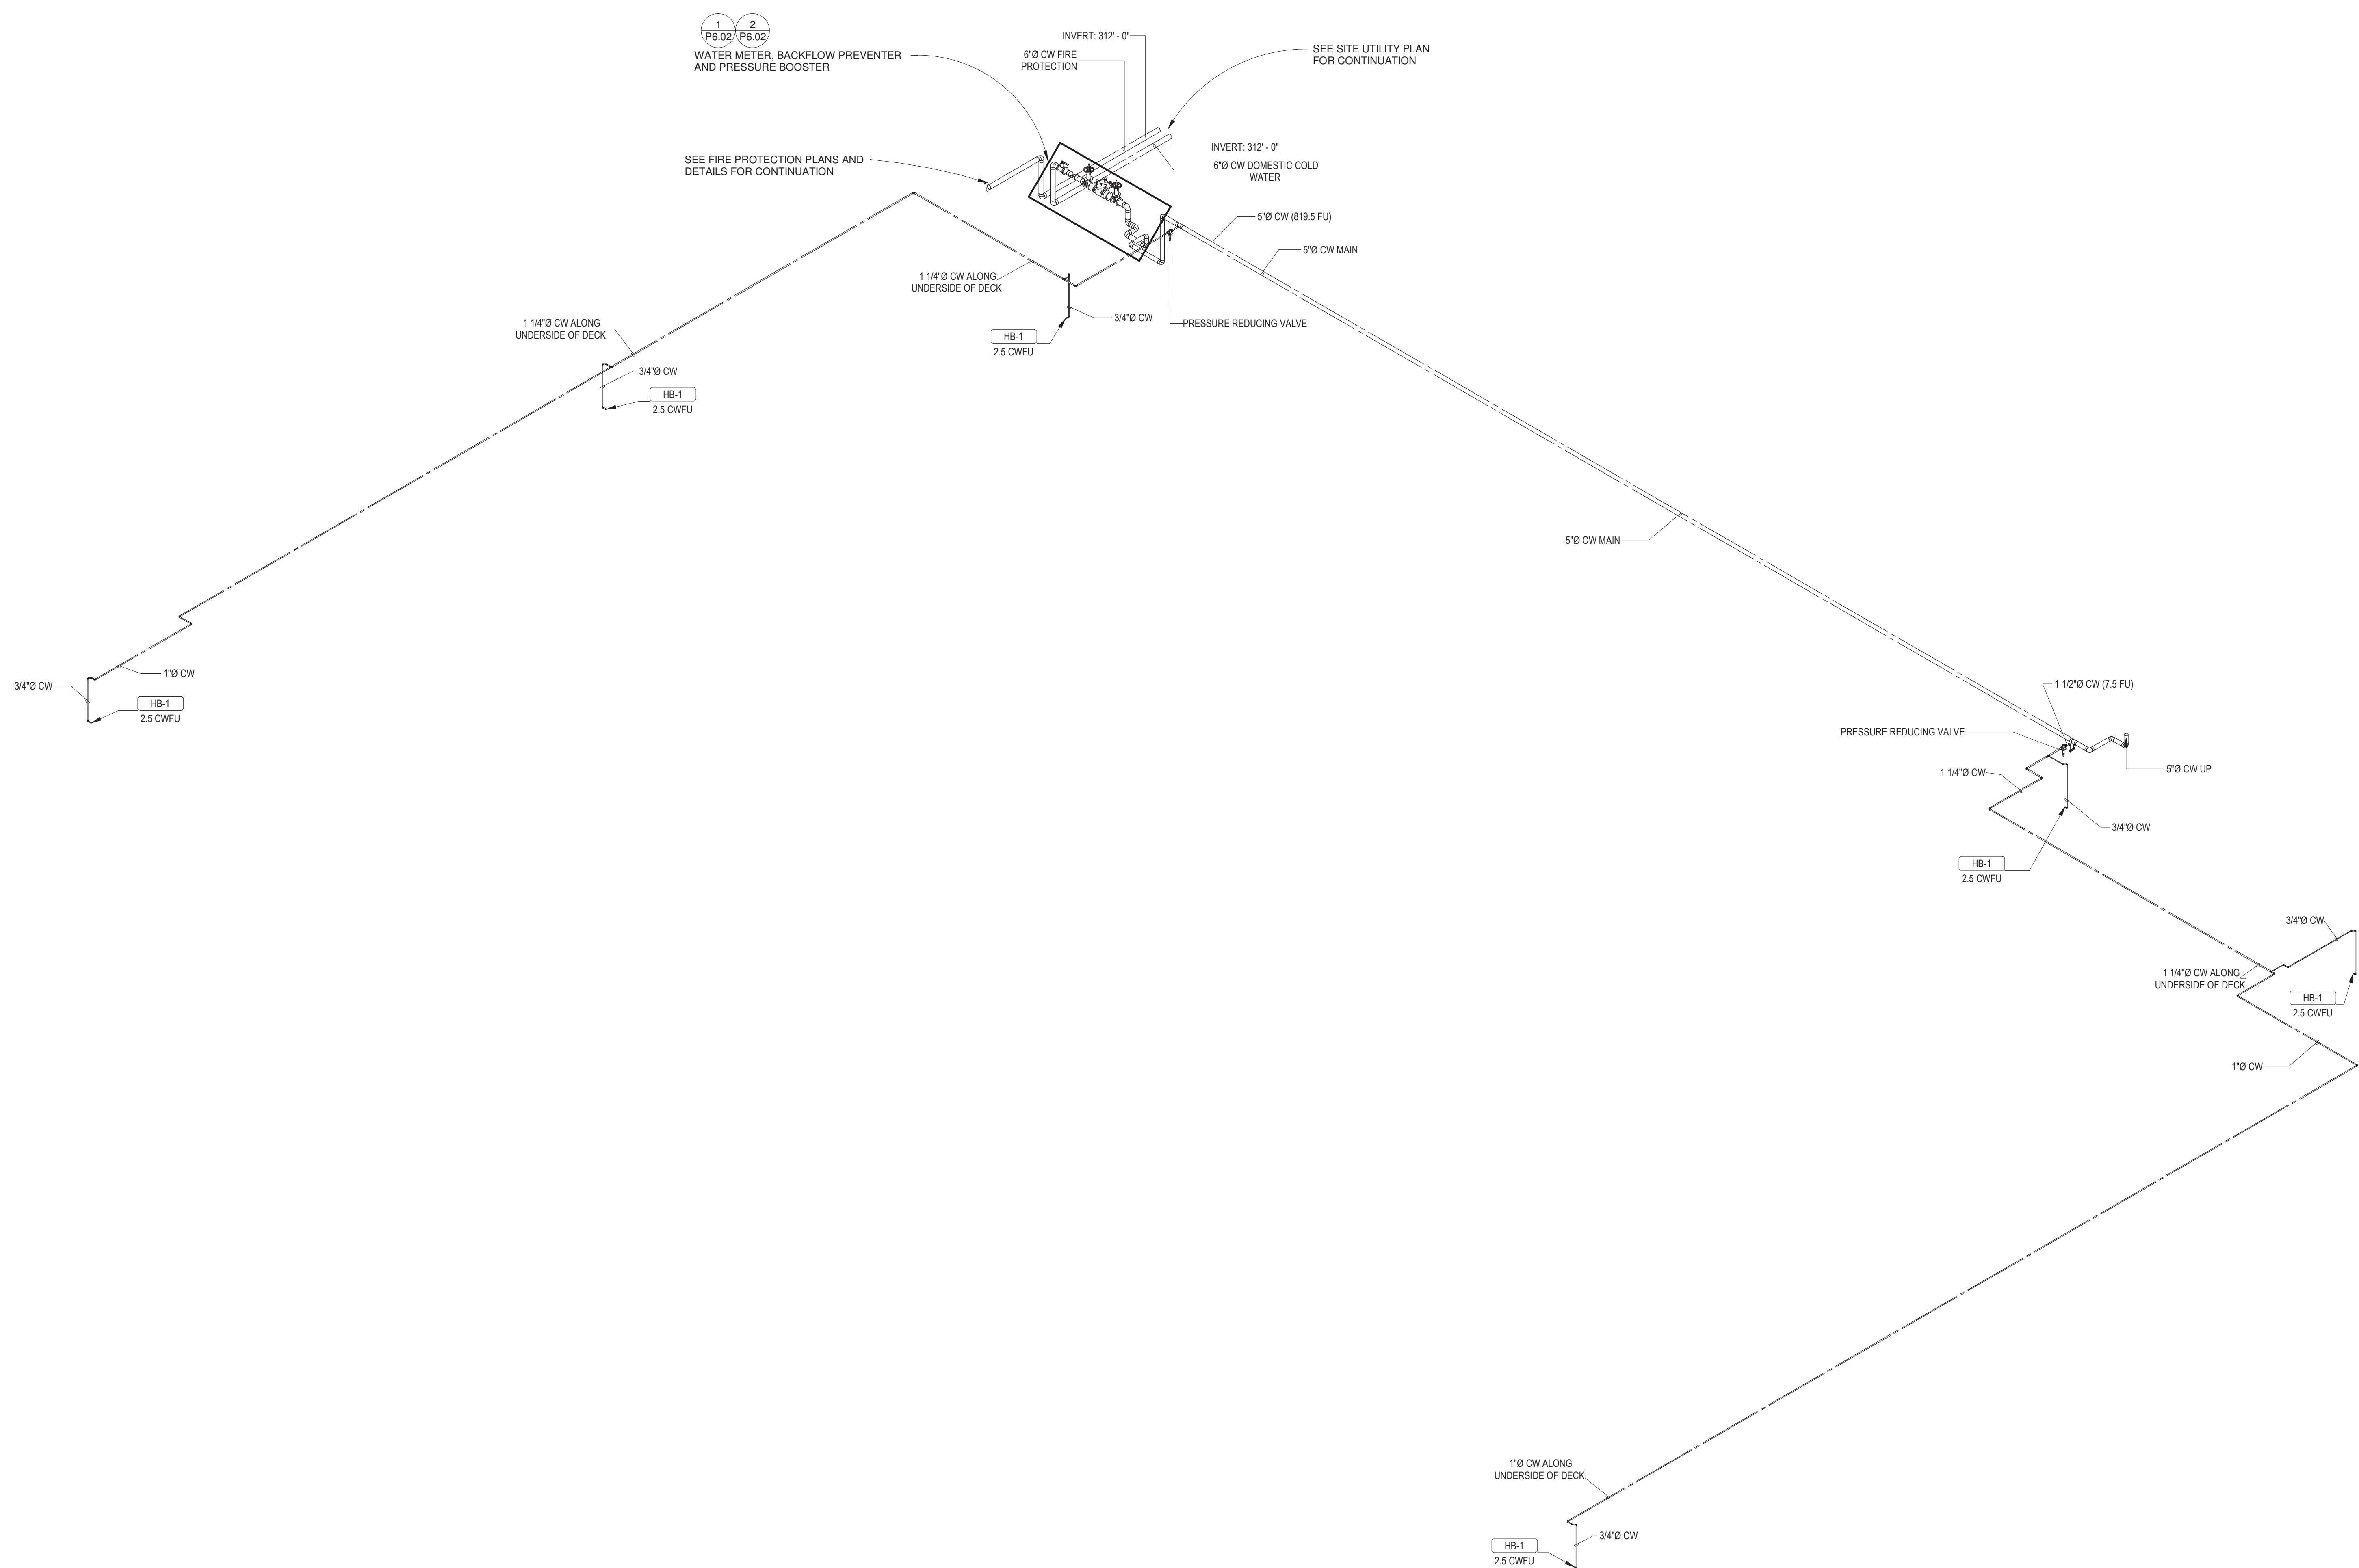 1
P6.02
2
P6.02
WATER METER, BACKFLOW PREVENTER
AND PRESSURE BOOSTER
INVERT: 312' - 0"
6"Ø CW FIRE
PROTECTION
SEE SITE UTILITY PLAN
FOR CONTINUATION
SEE FIRE PROTECTION PLANS AND
DETAILS FOR CONTINUATION
INVERT: 312' - 0"
6"Ø CW DOMESTIC COLD
WATER
5"Ø CW (819.5 FU)
5"Ø CW MAIN
1 1/4"Ø CW ALONG
UNDERSIDE OF DECK
3/4"Ø CW
PRESSURE REDUCING VALVE
HB-1
2.5 CWFU
1 1/4"Ø CW ALONG
UNDERSIDE OF DECK
3/4"Ø CW
HB-1
2.5 CWFU
5"Ø CW MAIN
3/4"Ø CW
1"Ø CW
HB-1
2.5 CWFU
1 1/2"Ø CW (7.5 FU)
PRESSURE REDUCING VALVE
5"Ø CW UP
1 1/4"Ø CW
3/4"Ø CW
HB-1
2.5 CWFU
3/4"Ø CW
1 1/4"Ø CW ALONG
UNDERSIDE OF DECK
HB-1
2.5 CWFU
1"Ø CW
1"Ø CW ALONG
UNDERSIDE OF DECK
3/4"Ø CW
HB-1
2.5 CWFU